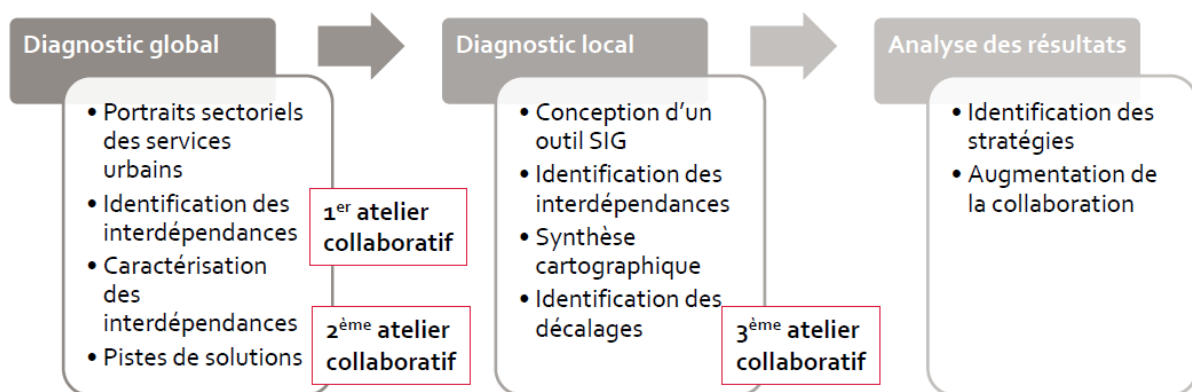 Diagnostic global
• Portraits sectoriels
des services
urbains
• Identification des
interdépendances
• Caractérisation
des
interdépendances
• Pistes de solutions
1er atelier
collaboratif
2ème atelier
collaboratif
Diagnostic local
• Conception d’un
outil SIG
• Identification des
interdépendances
• Synthèse
cartographique
• Identification des
décalages
3ème atelier
collaboratif
Analyse des résultats
• Identification des
stratégies
• Augmentation de
la collaboration